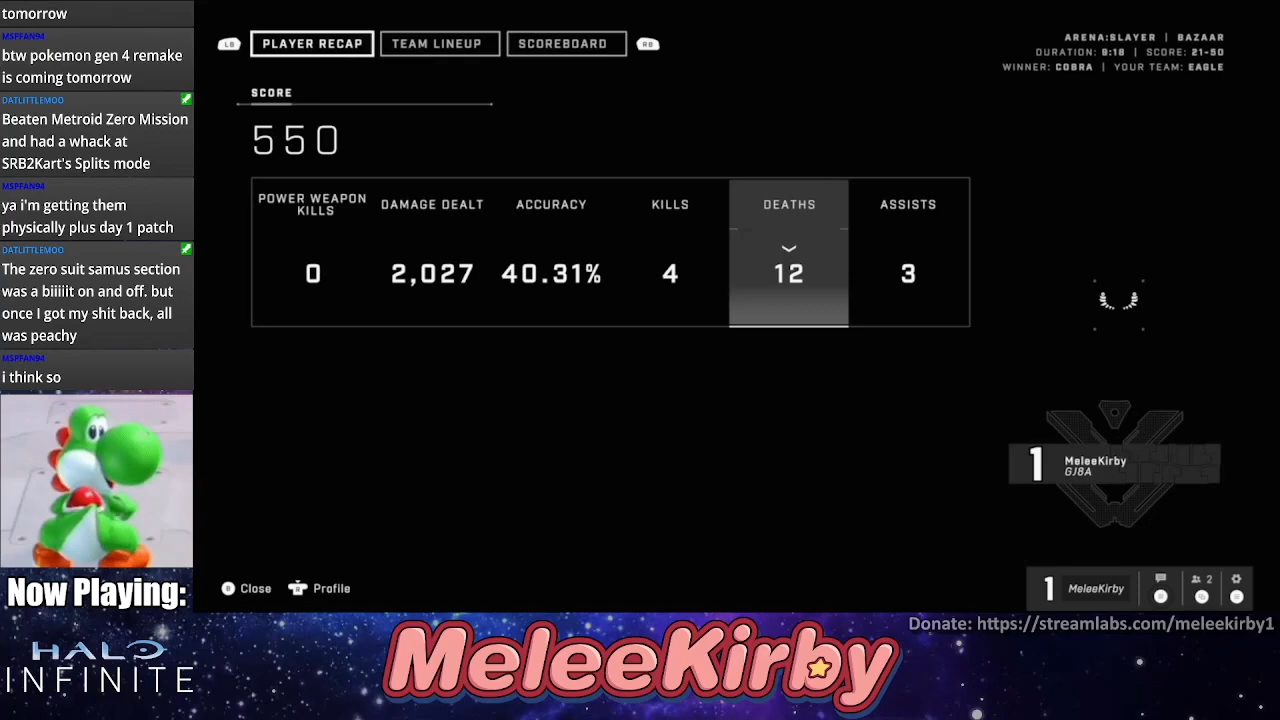 tomorrow
MSPFAN94
btw pokemon gen 4 remake
is coming tomorrow
DATLITTLEMOO
Beaten Metroid Zero Mission
and had a whack at
SRB2Kart's Splits mode
MSPFAN94
ya i'm getting them
physically plus day 1 patch
DATLITTLEMOO
The zero suit samus section
was a biiiit on and off. but
once I got my shit back, all
was peachy
MSPFAN94
i think so
Now Playing:
HALO
INFINITE
LB PLAYER RECAP TEAM LINEUP SCOREBOARD RB
ARENA:SLAYER | BAZAAR
DURATION: 9:18 | SCORE: 21-50
WINNER: COBRA | YOUR TEAM: EAGLE
SCORE
550
POWER WEAPON KILLS DAMAGE DEALT ACCURACY KILLS DEATHS ASSISTS
0 2,027 40.31% 4 12 3
1 MeleeKirby
GJ8A
B Close R Profile
1 MeleeKirby 2
Donate: https://streamlabs.com/meleekirby1
MeleeKirby